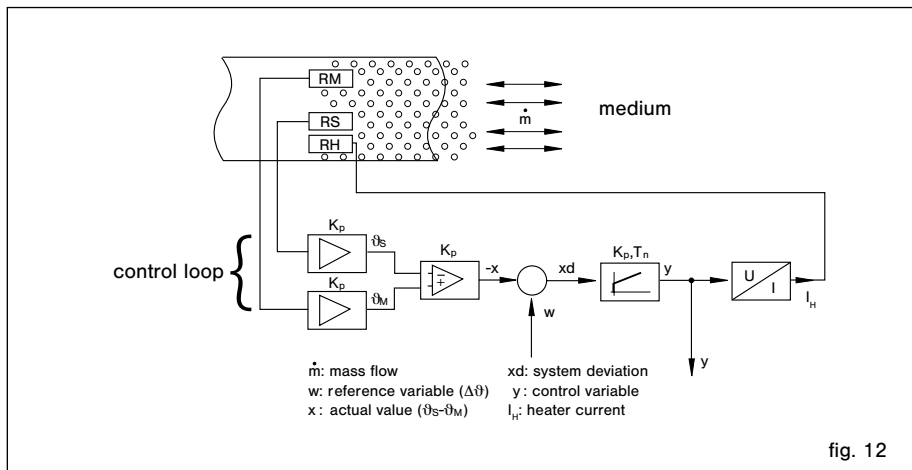 RM
RS
RH
ṁ
medium
control loop
Kp
ϑS
Kp
ϑM
Kp
-x
w
xd
Kp,Tn
y
y
U
I
IH
ṁ: mass flow
w: reference variable (Δϑ)
x : actual value (ϑS-ϑM)
xd: system deviation
y : control variable
IH: heater current
fig. 12